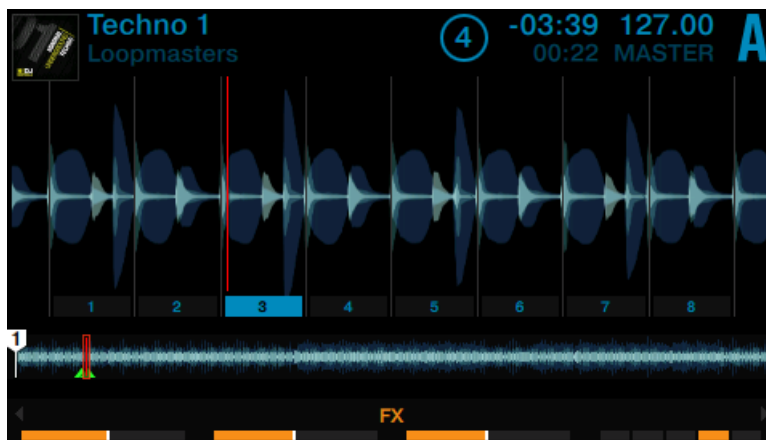 Techno 1
Loopmasters
4
-03:39 127.00
00:22 MASTER
A
1 2 3 4 5 6 7 8
1
FX